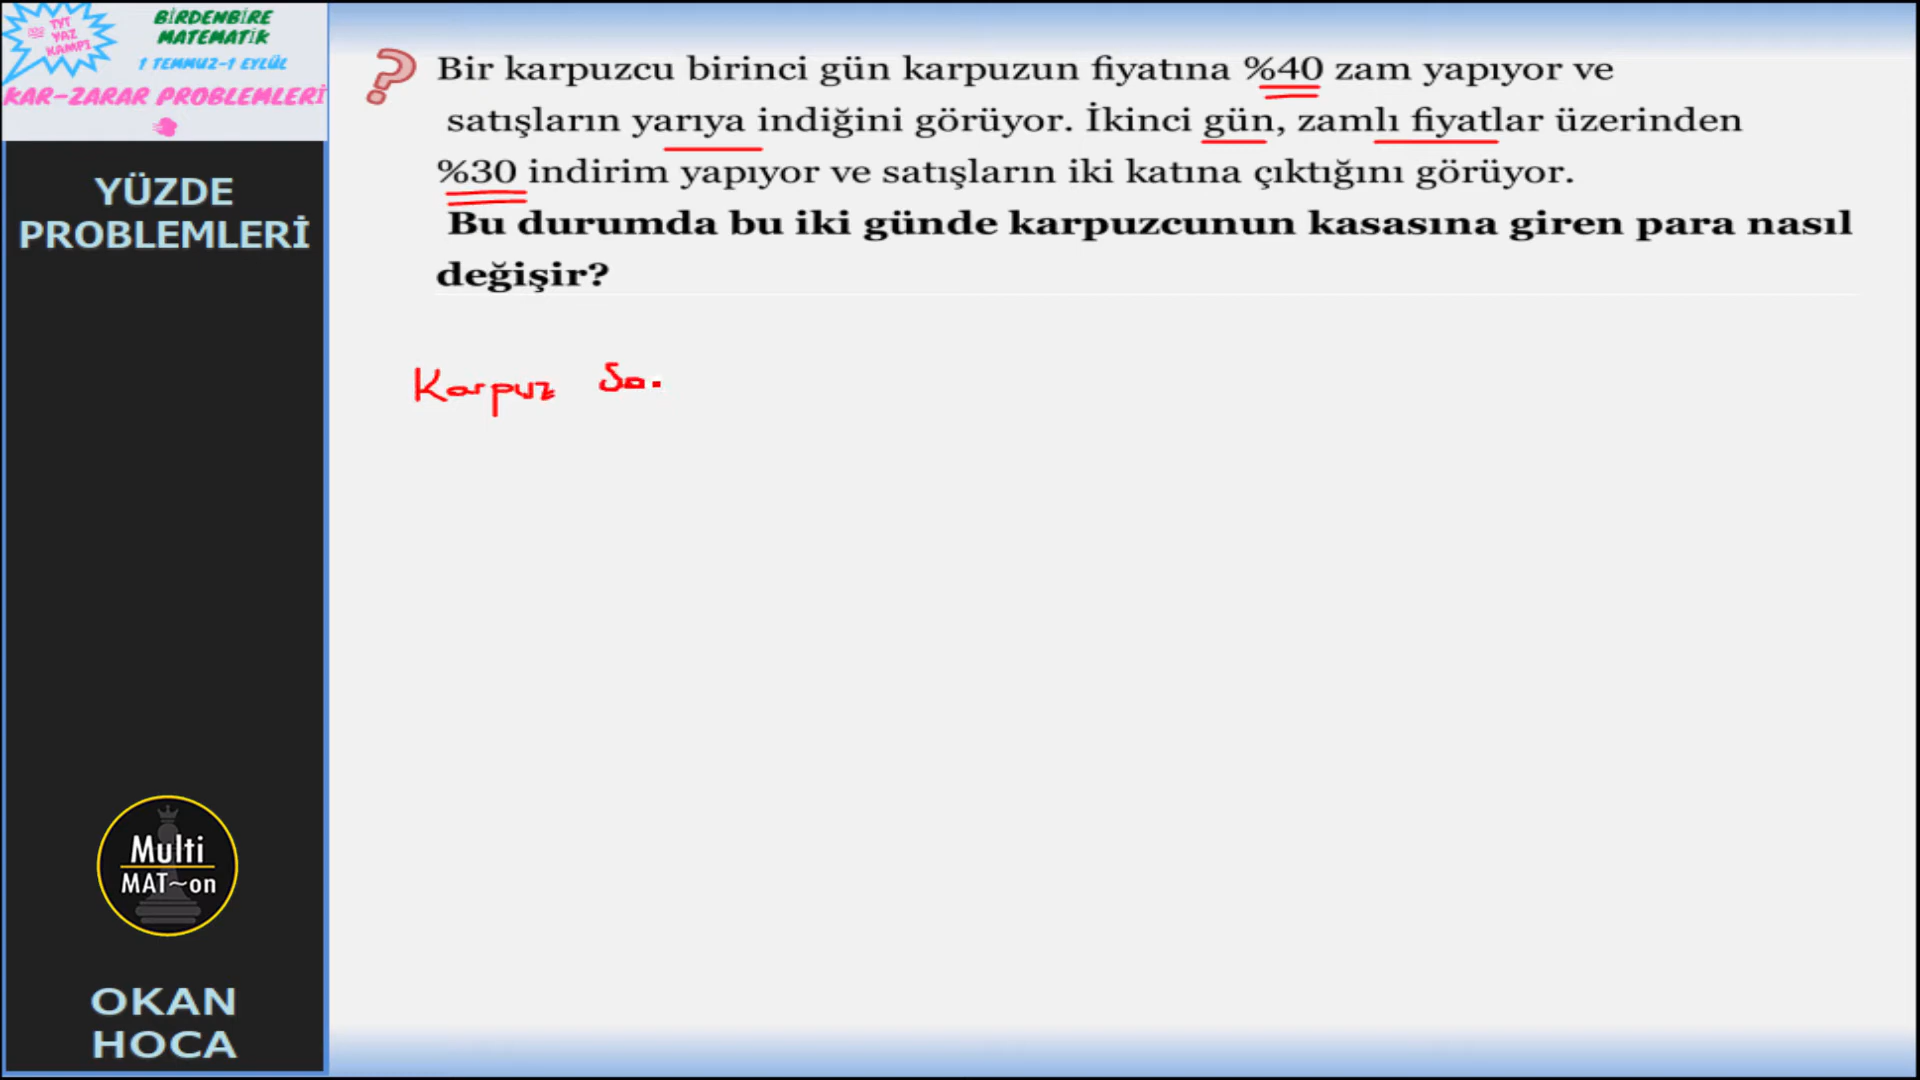 TYT
YAZ
KAMPI
BİRDENBİRE
MATEMATİK
1 TEMMUZ-1 EYLÜL
KAR-ZARAR PROBLEMLERİ
YÜZDE
PROBLEMLERİ
Multi
MAT~on
OKAN
HOCA
? Bir karpuzcu birinci gün karpuzun fiyatına %40 zam yapıyor ve
satışların yarıya indiğini görüyor. İkinci gün, zamlı fiyatlar üzerinden
%30 indirim yapıyor ve satışların iki katına çıktığını görüyor.
Bu durumda bu iki günde karpuzcunun kasasına giren para nasıl
değişir?
Karpuz Sa